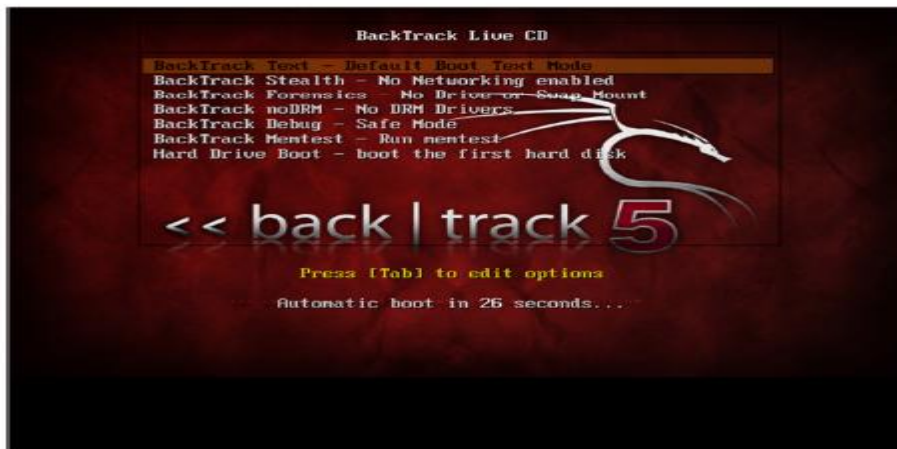 BackTrack Live CD
BackTrack Text - Default Boot Text Mode
BackTrack Stealth - No Networking enabled
BackTrack Forensics - No Drive or Swap Mount
BackTrack noDRM - No DRM Drivers
BackTrack Debug - Safe Mode
BackTrack Memtest - Run memtest
Hard Drive Boot - boot the first hard disk
<< back | track 5
Press [Tab] to edit options
Automatic boot in 26 seconds...